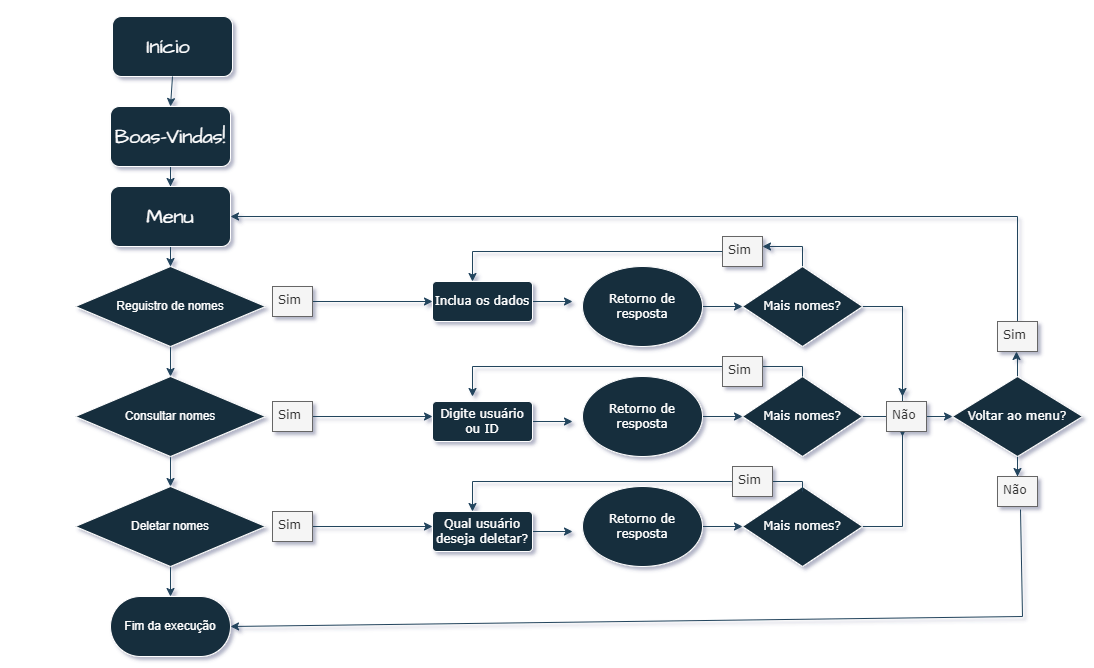 Início
Boas-Vindas!
Menu
Sim
Reguistro de nomes
Sim
Inclua os dados
Retorno de
resposta
Mais nomes?
Sim
Sim
Consultar nomes
Sim
Digite usuário
ou ID
Retorno de
resposta
Mais nomes?
Não
Voltar ao menu?
Sim
Não
Deletar nomes
Sim
Qual usuário
deseja deletar?
Retorno de
resposta
Mais nomes?
Fim da execução